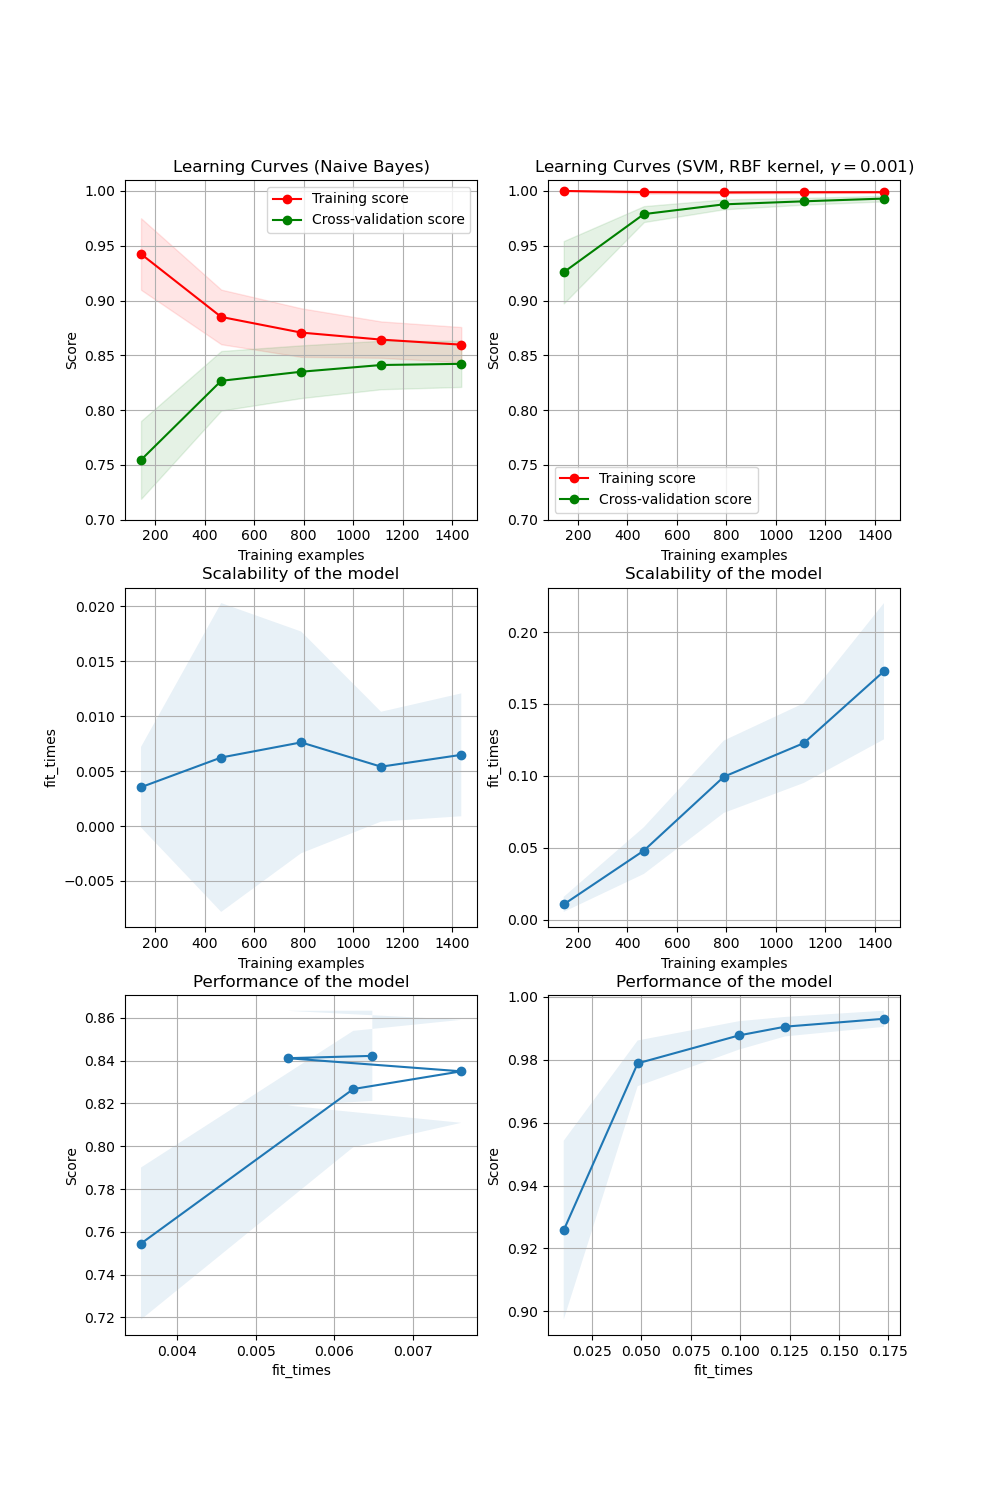 Learning Curves (Naive Bayes)
1.00
0.95
0.90
0.85
0.80
0.75
0.70
Score
Training score
Cross-validation score
200 400 600 800 1000 1200 1400
Training examples
Learning Curves (SVM, RBF kernel, γ = 0.001)
1.00
0.95
0.90
0.85
0.80
0.75
0.70
Score
Training score
Cross-validation score
200 400 600 800 1000 1200 1400
Training examples
Scalability of the model
0.020
0.015
0.010
0.005
0.000
−0.005
fit_times
200 400 600 800 1000 1200 1400
Training examples
Scalability of the model
0.20
0.15
0.10
0.05
0.00
fit_times
200 400 600 800 1000 1200 1400
Training examples
Performance of the model
0.86
0.84
0.82
0.80
0.78
0.76
0.74
0.72
Score
0.004 0.005 0.006 0.007
fit_times
Performance of the model
1.00
0.98
0.96
0.94
0.92
0.90
Score
0.025 0.050 0.075 0.100 0.125 0.150 0.175
fit_times